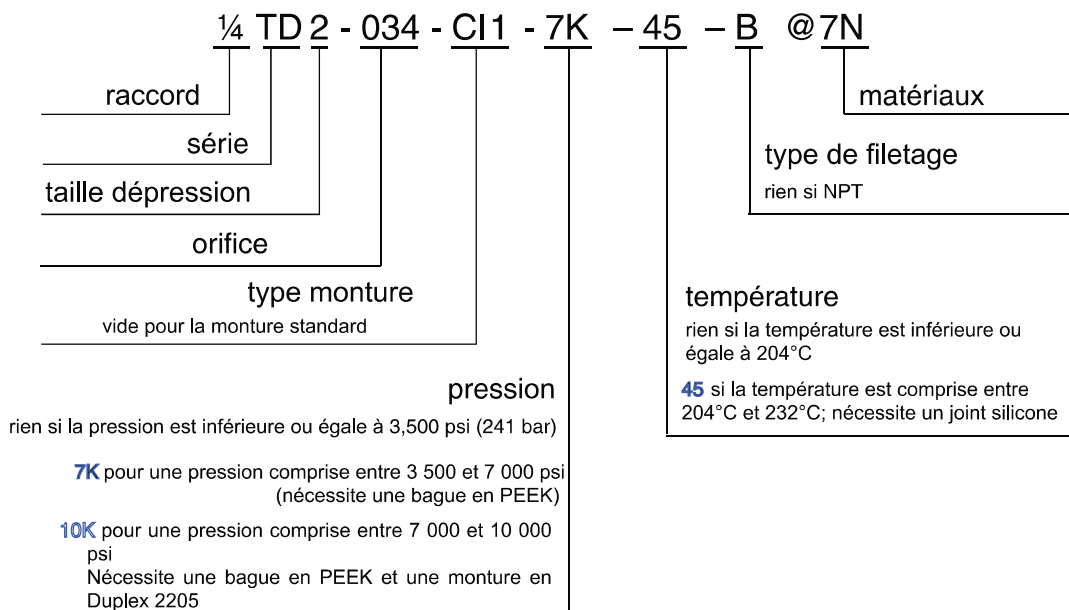 ¼ TD 2 - 034 - CI1 - 7K – 45 – B @ 7N
raccord
série
taille dépression
orifice
type monture
vide pour la monture standard
pression
rien si la pression est inférieure ou égale à 3,500 psi (241 bar)
7K pour une pression comprise entre 3 500 et 7 000 psi
(nécessite une bague en PEEK)
10K pour une pression comprise entre 7 000 et 10 000
psi
Nécessite une bague en PEEK et une monture en
Duplex 2205
matériaux
type de filetage
rien si NPT
température
rien si la température est inférieure ou
égale à 204°C
45 si la température est comprise entre
204°C et 232°C; nécessite un joint silicone